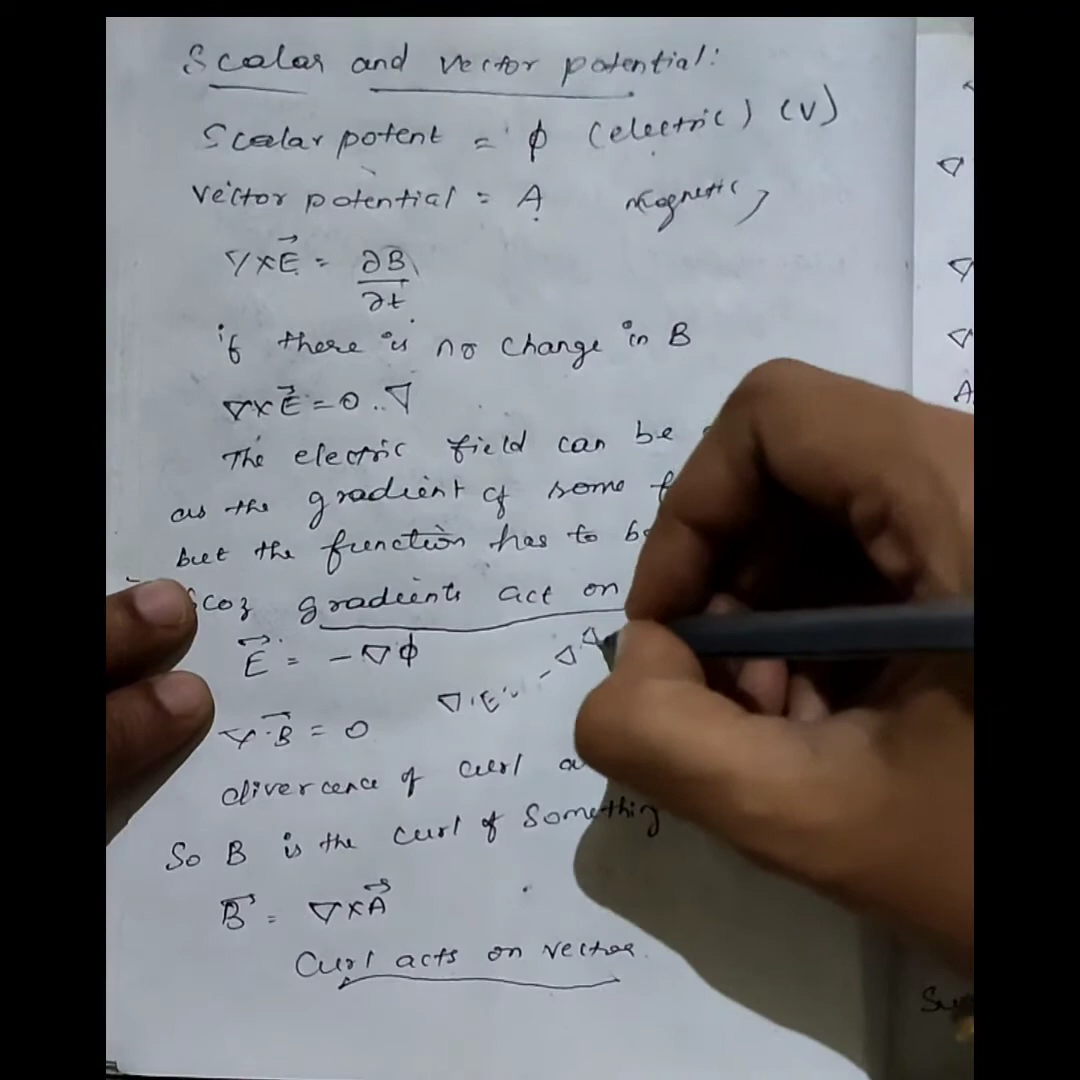 Scalar and vector potential:
Scalar potent = ϕ (electric) (V)
Vector potential = A magnetic
∇×E⃗ = ∂B/∂t
if there is no change in B
∇×E⃗ = 0 . ∇
The electric field can be
as the gradient of some f
but the function has to be
Coz gradients act on
E⃗ = -∇ϕ
∇.E = -∇∇
∇.B⃗ = 0
divercence of curl
So B is the curl of Something
B⃗ = ∇×A⃗
Curl acts on vector.
A